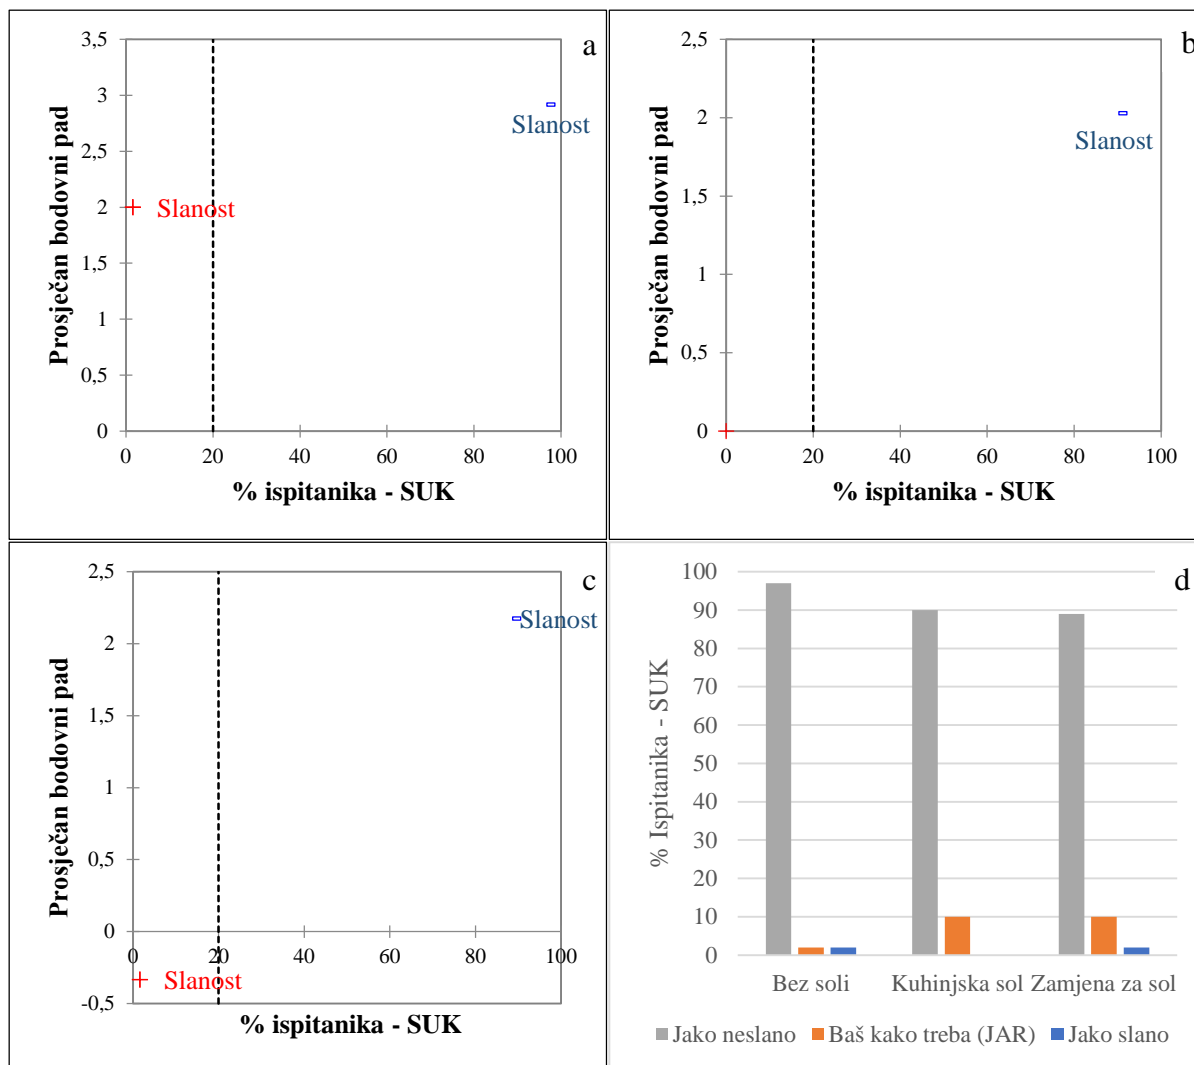 a
3,5
3
2,5
2
1,5
1
0,5
0
Slanost
Slanost
0 20 40 60 80 100
Prosječan bodovni pad
% ispitanika - SUK
b
2,5
2
1,5
1
0,5
0
Slanost
0 20 40 60 80 100
Prosječan bodovni pad
% ispitanika - SUK
c
2,5
2
1,5
1
0,5
0
-0,5
Slanost
0 20 40 60 80 100
Slanost
Prosječan bodovni pad
% ispitanika - SUK
d
100
90
80
70
60
50
40
30
20
10
0
% Ispitanika - SUK
Bez soli Kuhinjska sol Zamjena za sol
Jako neslano Baš kako treba (JAR) Jako slano